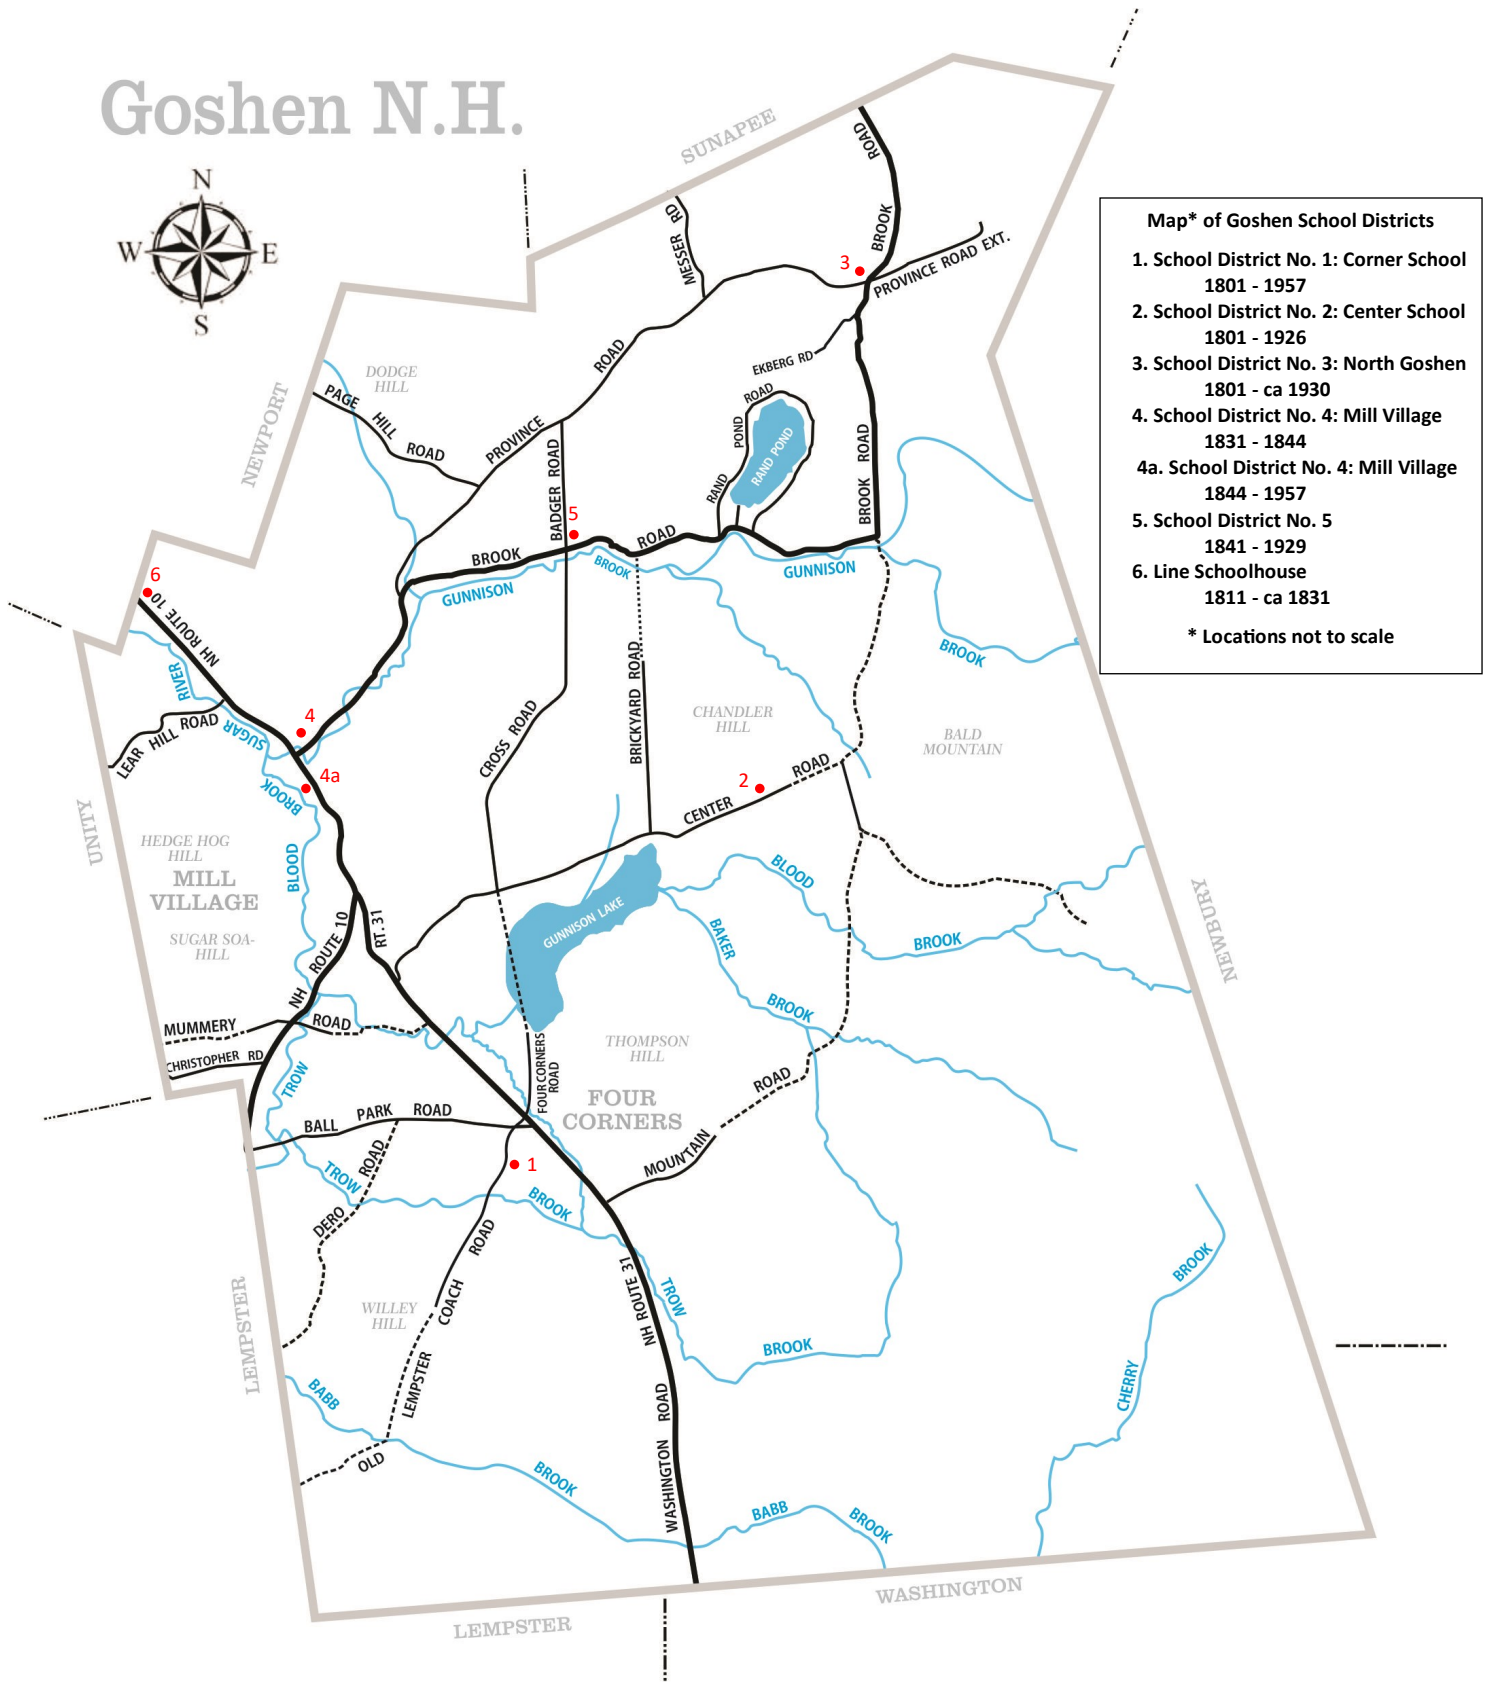 Goshen N.H.
N
W
E
S
SUNAPEE
ROAD
BROOK
MESSER RD
3
PROVINCE ROAD EXT.
Map* of Goshen School Districts
1. School District No. 1: Corner School
1801 - 1957
2. School District No. 2: Center School
1801 - 1926
3. School District No. 3: North Goshen
1801 - ca 1930
4. School District No. 4: Mill Village
1831 - 1844
4a. School District No. 4: Mill Village
1844 - 1957
5. School District No. 5
1841 - 1929
6. Line Schoolhouse
1811 - ca 1831
* Locations not to scale
DODGE
HILL
NEWPORT
PAGE HILL ROAD
PROVINCE ROAD
EKBERG RD
RAND POND ROAD
RAND POND
BADGER ROAD
BROOK ROAD
5
BROOK ROAD
GUNNISON
BROOK
GUNNISON
BROOK
6
NH ROUTE 10
RIVER
SUGAR
LEAR HILL ROAD
4
4a
BROOK
BLOOD
UNITY
CROSS ROAD
BRICKYARD ROAD
CHANDLER
HILL
BALD
MOUNTAIN
2
CENTER ROAD
HEDGE HOG
HILL
MILL
VILLAGE
SUGAR SOA-
HILL
NH ROUTE 10
RT. 31
GUNNISON LAKE
BLOOD
BROOK
BAKER
BROOK
NEWBURY
MUMMERY ROAD
CHRISTOPHER RD
TROW
FOUR CORNERS
ROAD
THOMPSON
HILL
FOUR
CORNERS
BALL PARK ROAD
MOUNTAIN ROAD
1
DERO ROAD
TROW
BROOK
OLD LEMPSTER COACH ROAD
WILLEY
HILL
LEMPSTER
NH ROUTE 31
TROW
BROOK
BROOK
CHERRY
BABB
BROOK
WASHINGTON ROAD
BABB
BROOK
WASHINGTON
LEMPSTER